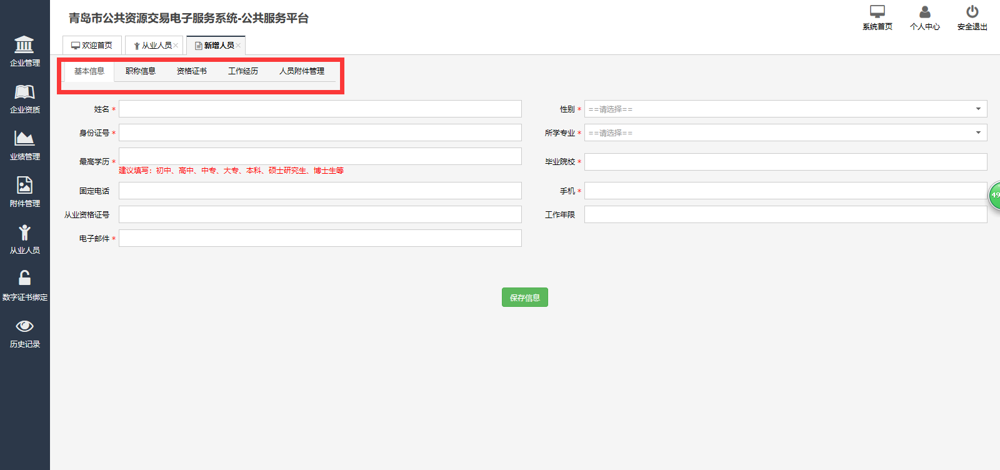 青岛市公共资源交易电子服务系统-公共服务平台
系统首页 个人中心 安全退出
欢迎首页 从业人员 新增人员
企业管理
企业资质
业绩管理
附件管理
从业人员
数字证书绑定
历史记录
基本信息 职称信息 资格证书 工作经历 人员附件管理
姓名 * 性别 * ==请选择==
身份证号 * 所学专业 * ==请选择==
最高学历 * 毕业院校 *
建议填写：初中、高中、中专、大专、本科、硕士研究生、博士生等
固定电话 手机 *
从业资格证号 工作年限
电子邮件 *
保存信息